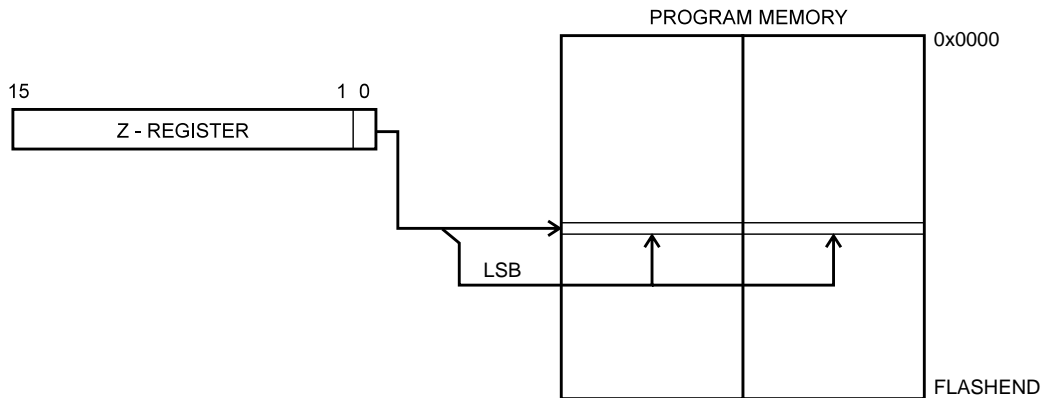 PROGRAM MEMORY
0x0000
15 1 0
Z - REGISTER
LSB
FLASHEND